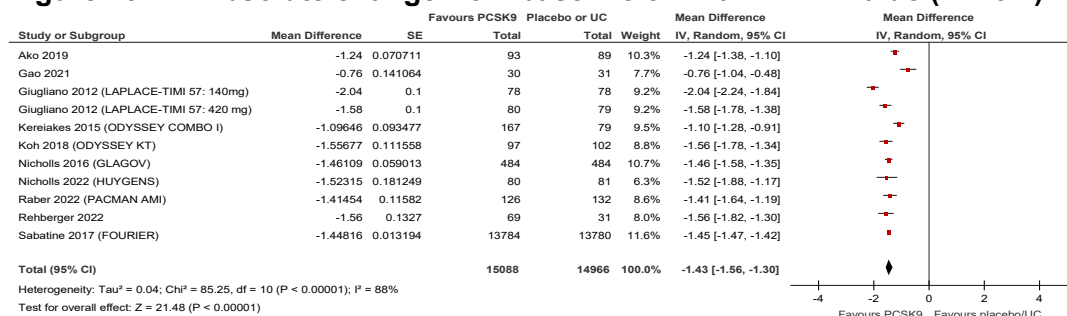 Favours PCSK9 Placebo or UC Mean Difference Mean Difference
Study or Subgroup Mean Difference SE Total Total Weight IV, Random, 95% CI IV, Random, 95% CI
Ako 2019 -1.24 0.070711 93 89 10.3% -1.24 [-1.38, -1.10]
Gao 2021 -0.76 0.141064 30 31 7.7% -0.76 [-1.04, -0.48]
Giugliano 2012 (LAPLACE-TIMI 57: 140mg) -2.04 0.1 78 78 9.2% -2.04 [-2.24, -1.84]
Giugliano 2012 (LAPLACE-TIMI 57: 420 mg) -1.58 0.1 80 79 9.2% -1.58 [-1.78, -1.38]
Kereiakes 2015 (ODYSSEY COMBO I) -1.09646 0.093477 167 79 9.5% -1.10 [-1.28, -0.91]
Koh 2018 (ODYSSEY KT) -1.55677 0.111558 97 102 8.8% -1.56 [-1.78, -1.34]
Nicholls 2016 (GLAGOV) -1.46109 0.059013 484 484 10.7% -1.46 [-1.58, -1.35]
Nicholls 2022 (HUYGENS) -1.52315 0.181249 80 81 6.3% -1.52 [-1.88, -1.17]
Raber 2022 (PACMAN AMI) -1.41454 0.11582 126 132 8.6% -1.41 [-1.64, -1.19]
Rehberger 2022 -1.56 0.1327 69 31 8.0% -1.56 [-1.82, -1.30]
Sabatine 2017 (FOURIER) -1.44816 0.013194 13784 13780 11.6% -1.45 [-1.47, -1.42]
Total (95% CI) 15088 14966 100.0% -1.43 [-1.56, -1.30]
Heterogeneity: Tau² = 0.04; Chi² = 85.25, df = 10 (P < 0.00001); I² = 88%
Test for overall effect: Z = 21.48 (P < 0.00001)
-4 -2 0 2 4
Favours PCSK9 Favours placebo/UC